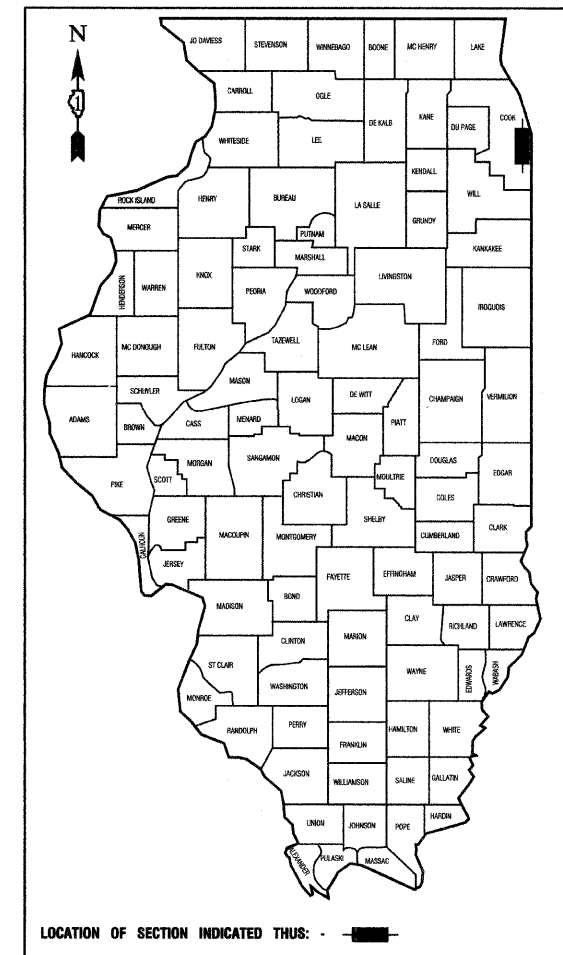 N
JO DAVIESS STEVENSON WINNEBAGO BOONE MC HENRY LAKE
CARROLL OGLE DE KALB KANE COOK
DU PAGE
WHITESIDE LEE
KENDALL
WILL
ROCK ISLAND HENRY BUREAU LA SALLE GRUNDY
MERCER PUTNAM
STARK MARSHALL KANKAKEE
HENDERSON WARREN KNOX PEORIA WOODFORD LIVINGSTON
IROQUOIS
HANCOCK MC DONOUGH FULTON TAZEWELL MC LEAN FORD
MASON
SCHUYLER LOGAN DE WITT CHAMPAIGN VERMILION
ADAMS BROWN CASS MENARD PIATT
MACON
SANGAMON DOUGLAS
PIKE SCOTT MORGAN MOULTRIE EDGAR
CHRISTIAN COLES
GREENE SHELBY
CALHOUN MACOUPIN MONTGOMERY CUMBERLAND CLARK
JERSEY
FAYETTE EFFINGHAM JASPER CRAWFORD
MADISON BOND
CLAY RICHLAND LAWRENCE
CLINTON MARION
ST CLAIR WAYNE EDWARDS WABASH
WASHINGTON JEFFERSON
MONROE
RANDOLPH PERRY HAMILTON WHITE
FRANKLIN
JACKSON WILLIAMSON SALINE GALLATIN
UNION JOHNSON POPE HARDIN
ALEXANDER PULASKI MASSAC
LOCATION OF SECTION INDICATED THUS: -